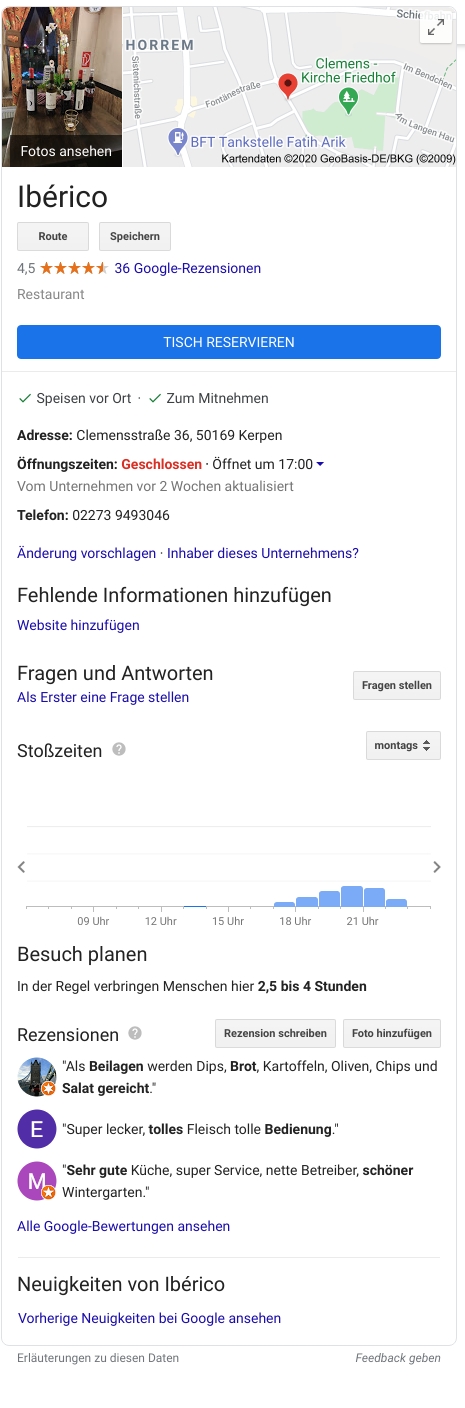 HORREM
Schie
Sistenichstraße
Clemens -
Kirche Friedhof
Im Bendchen
Fontänestraße
Am Langen Hau
BFT Tankstelle Fatih Arik
Fotos ansehen
Kartendaten ©2020 GeoBasis-DE/BKG (©2009)
Ibérico
Route
Speichern
4,5 36 Google-Rezensionen
Restaurant
TISCH RESERVIEREN
Speisen vor Ort · Zum Mitnehmen
Adresse: Clemensstraße 36, 50169 Kerpen
Öffnungszeiten: Geschlossen · Öffnet um 17:00
Vom Unternehmen vor 2 Wochen aktualisiert
Telefon: 02273 9493046
Änderung vorschlagen · Inhaber dieses Unternehmens?
Fehlende Informationen hinzufügen
Website hinzufügen
Fragen und Antworten
Als Erster eine Frage stellen
Fragen stellen
Stoßzeiten ?
montags
09 Uhr 12 Uhr 15 Uhr 18 Uhr 21 Uhr
Besuch planen
In der Regel verbringen Menschen hier 2,5 bis 4 Stunden
Rezensionen ?
Rezension schreiben
Foto hinzufügen
"Als Beilagen werden Dips, Brot, Kartoffeln, Oliven, Chips und
Salat gereicht."
E
"Super lecker, tolles Fleisch tolle Bedienung."
M
"Sehr gute Küche, super Service, nette Betreiber, schöner
Wintergarten."
Alle Google-Bewertungen ansehen
Neuigkeiten von Ibérico
Vorherige Neuigkeiten bei Google ansehen
Erläuterungen zu diesen Daten
Feedback geben